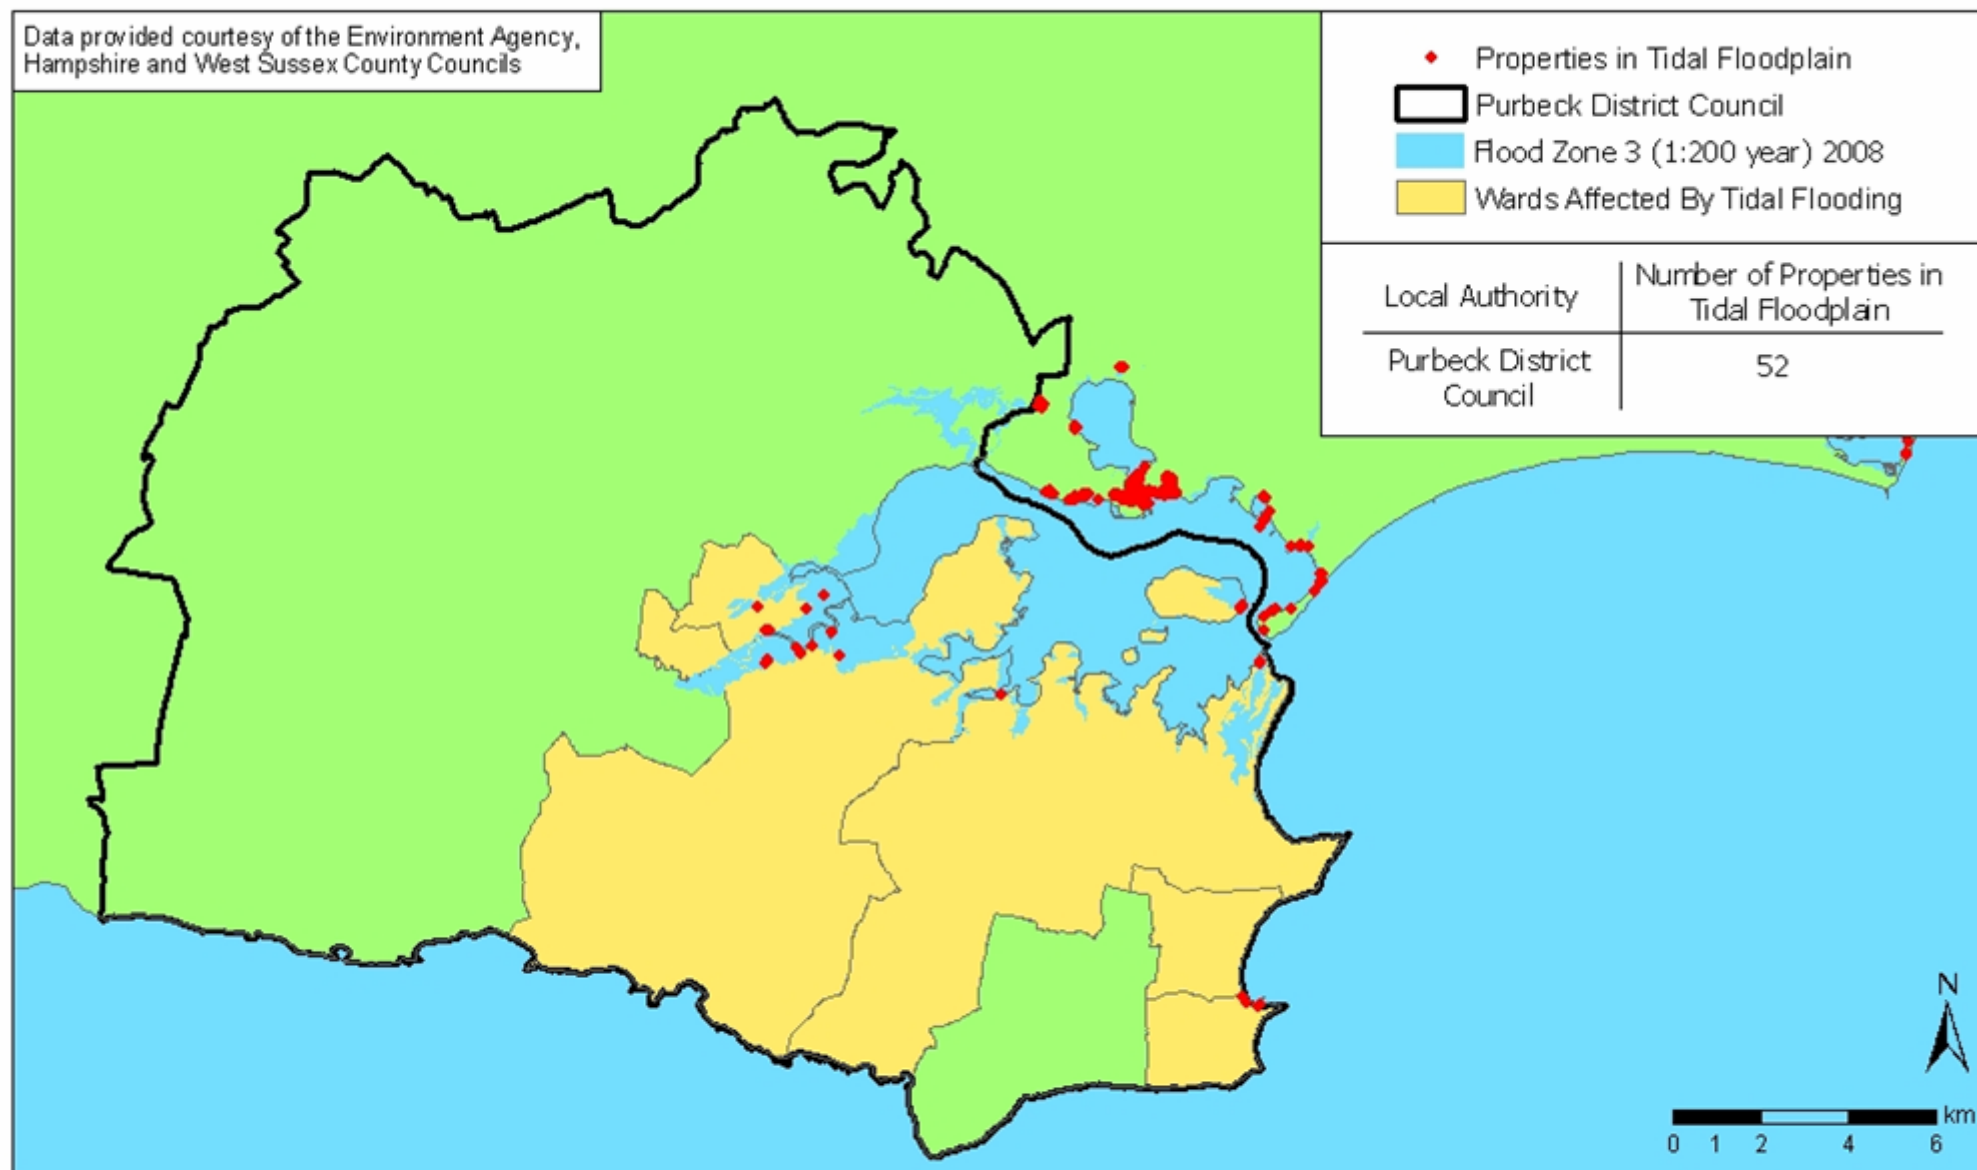 Data provided courtesy of the Environment Agency,
Hampshire and West Sussex County Councils
Properties in Tidal Floodplain
Purbeck District Council
Flood Zone 3 (1:200 year) 2008
Wards Affected By Tidal Flooding
Local Authority
Number of Properties in
Tidal Floodplain
Purbeck District
Council
52
N
km
0 1 2 4 6